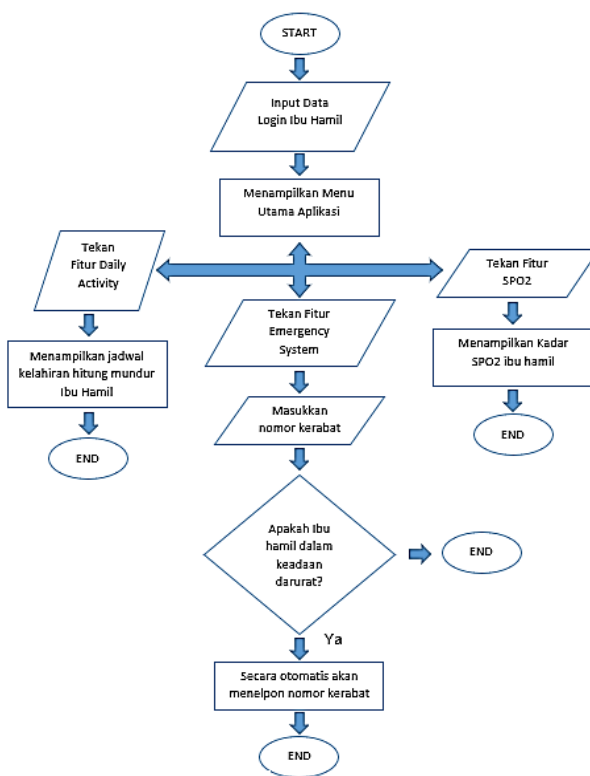 START
Input Data
Login Ibu Hamil
Menampilkan Menu
Utama Aplikasi
Tekan
Fitur Daily
Activity
Menampilkan jadwal
kelahiran hitung mundur
Ibu Hamil
END
Tekan Fitur
Emergency
System
Masukkan
nomor kerabat
Apakah Ibu
hamil dalam
keadaan
darurat?
END
Ya
Secara otomatis akan
menelpon nomor kerabat
END
Tekan Fitur
SPO2
Menampilkan Kadar
SPO2 ibu hamil
END